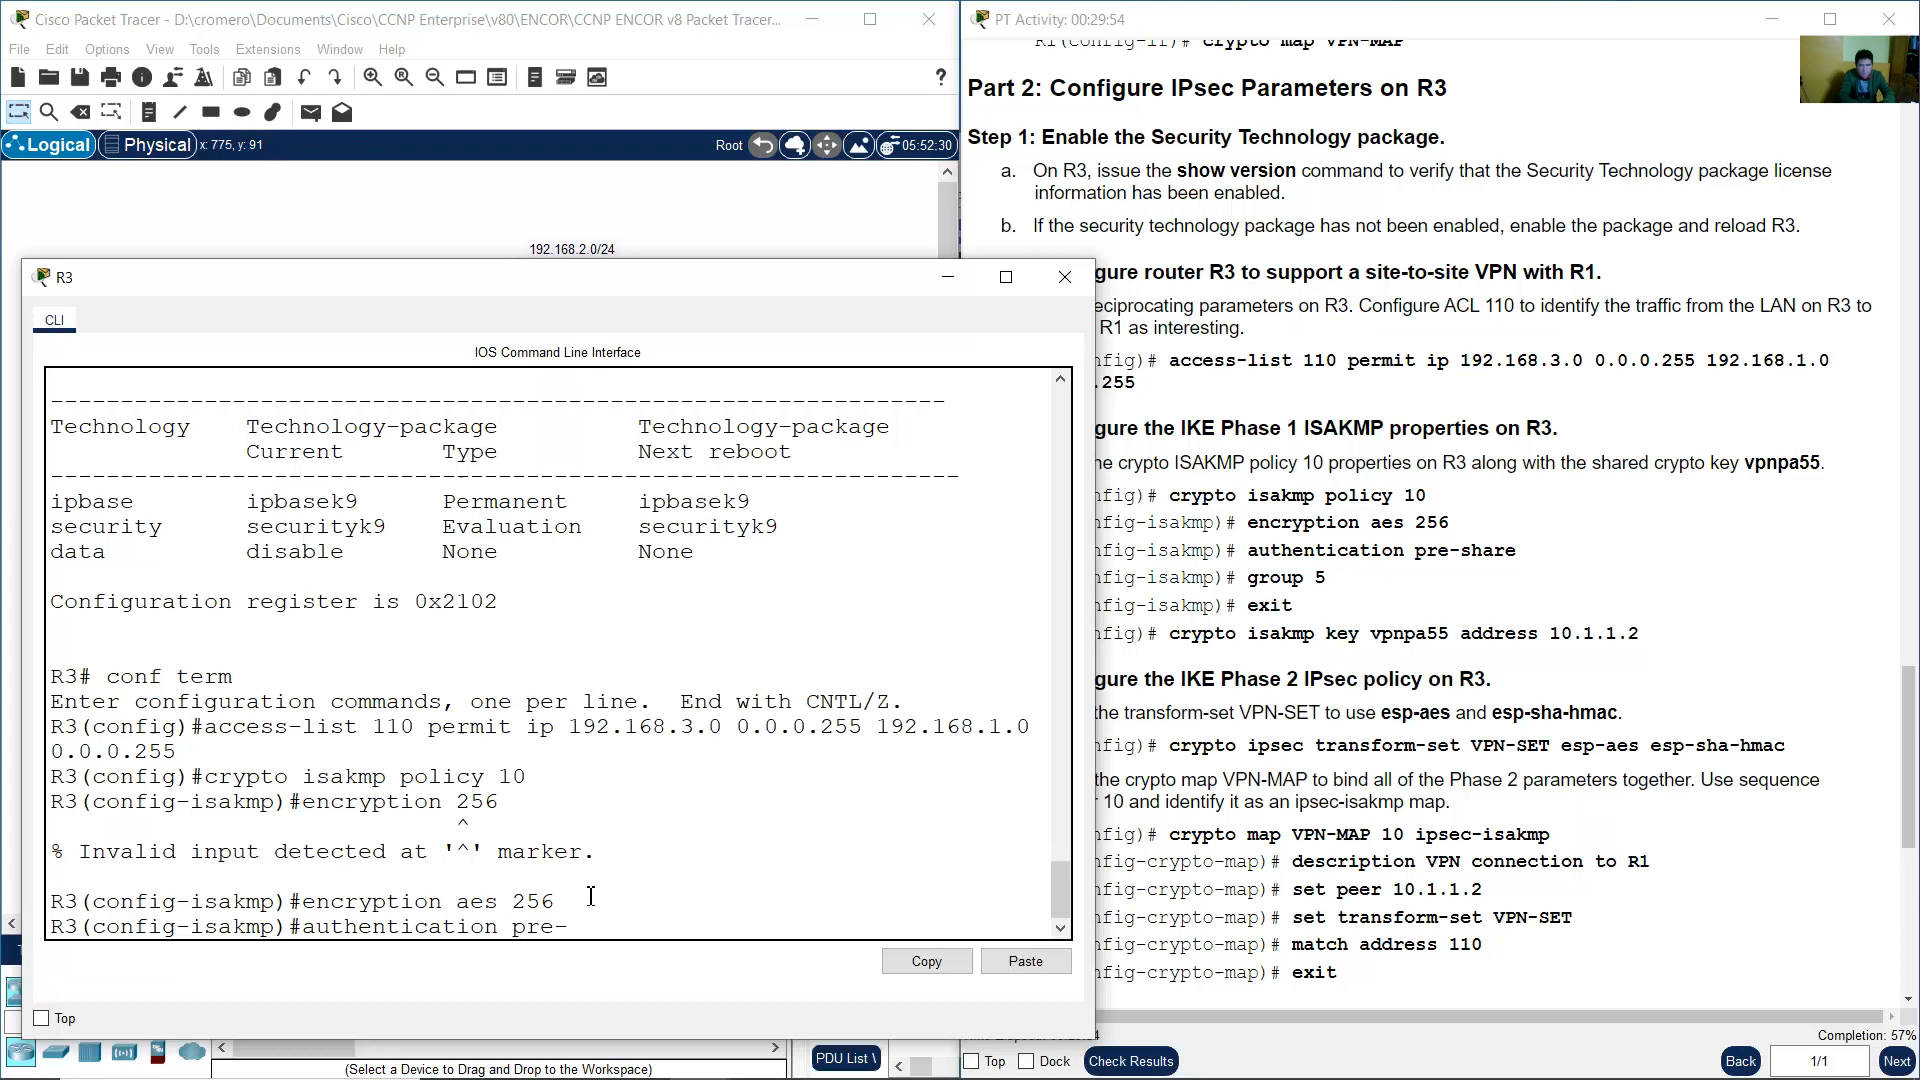 Cisco Packet Tracer - D:\cromero\Documents\Cisco\CCNP Enterprise\v80\ENCOR\CCNP ENCOR v8 Packet Tracer...
File Edit Options View Tools Extensions Window Help
Logical Physical x: 775, y: 91 Root 05:52:30
192.168.2.0/24
R3
CLI
IOS Command Line Interface
Technology Technology-package Technology-package
Current Type Next reboot
ipbase ipbasek9 Permanent ipbasek9
security securityk9 Evaluation securityk9
data disable None None
Configuration register is 0x2102
R3# conf term
Enter configuration commands, one per line. End with CNTL/Z.
R3(config)#access-list 110 permit ip 192.168.3.0 0.0.0.255 192.168.1.0
0.0.0.255
R3(config)#crypto isakmp policy 10
R3(config-isakmp)#encryption 256
^
% Invalid input detected at '^' marker.
R3(config-isakmp)#encryption aes 256
R3(config-isakmp)#authentication pre-
Copy Paste
Top
(Select a Device to Drag and Drop to the Workspace)
PDU List \
PT Activity: 00:29:54
R1(config-if)# crypto map VPN-MAP
Part 2: Configure IPsec Parameters on R3
Step 1: Enable the Security Technology package.
a. On R3, issue the show version command to verify that the Security Technology package license
information has been enabled.
b. If the security technology package has not been enabled, enable the package and reload R3.
gure router R3 to support a site-to-site VPN with R1.
eciprocating parameters on R3. Configure ACL 110 to identify the traffic from the LAN on R3 to
R1 as interesting.
nfig)# access-list 110 permit ip 192.168.3.0 0.0.0.255 192.168.1.0
.255
gure the IKE Phase 1 ISAKMP properties on R3.
he crypto ISAKMP policy 10 properties on R3 along with the shared crypto key vpnpa55.
nfig)# crypto isakmp policy 10
nfig-isakmp)# encryption aes 256
nfig-isakmp)# authentication pre-share
nfig-isakmp)# group 5
nfig-isakmp)# exit
nfig)# crypto isakmp key vpnpa55 address 10.1.1.2
gure the IKE Phase 2 IPsec policy on R3.
the transform-set VPN-SET to use esp-aes and esp-sha-hmac.
nfig)# crypto ipsec transform-set VPN-SET esp-aes esp-sha-hmac
the crypto map VPN-MAP to bind all of the Phase 2 parameters together. Use sequence
10 and identify it as an ipsec-isakmp map.
nfig)# crypto map VPN-MAP 10 ipsec-isakmp
nfig-crypto-map)# description VPN connection to R1
nfig-crypto-map)# set peer 10.1.1.2
nfig-crypto-map)# set transform-set VPN-SET
nfig-crypto-map)# match address 110
nfig-crypto-map)# exit
Completion: 57%
Top Dock Check Results Back 1/1 Next